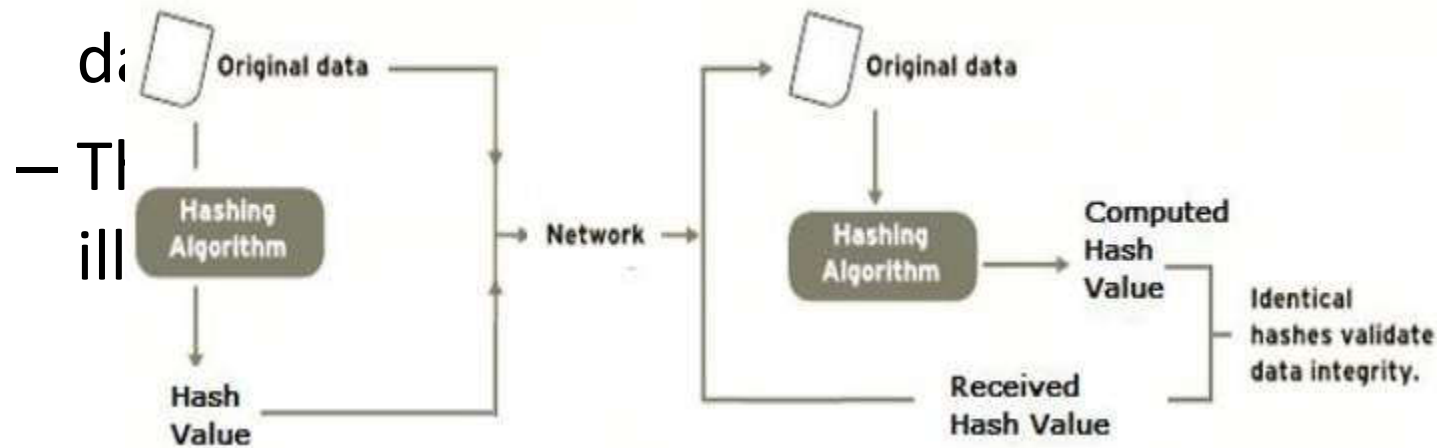 Original data
Hashing
Algorithm
Hash
Value
Network
Original data
Hashing
Algorithm
Computed
Hash
Value
Received
Hash Value
Identical
hashes validate
data integrity.